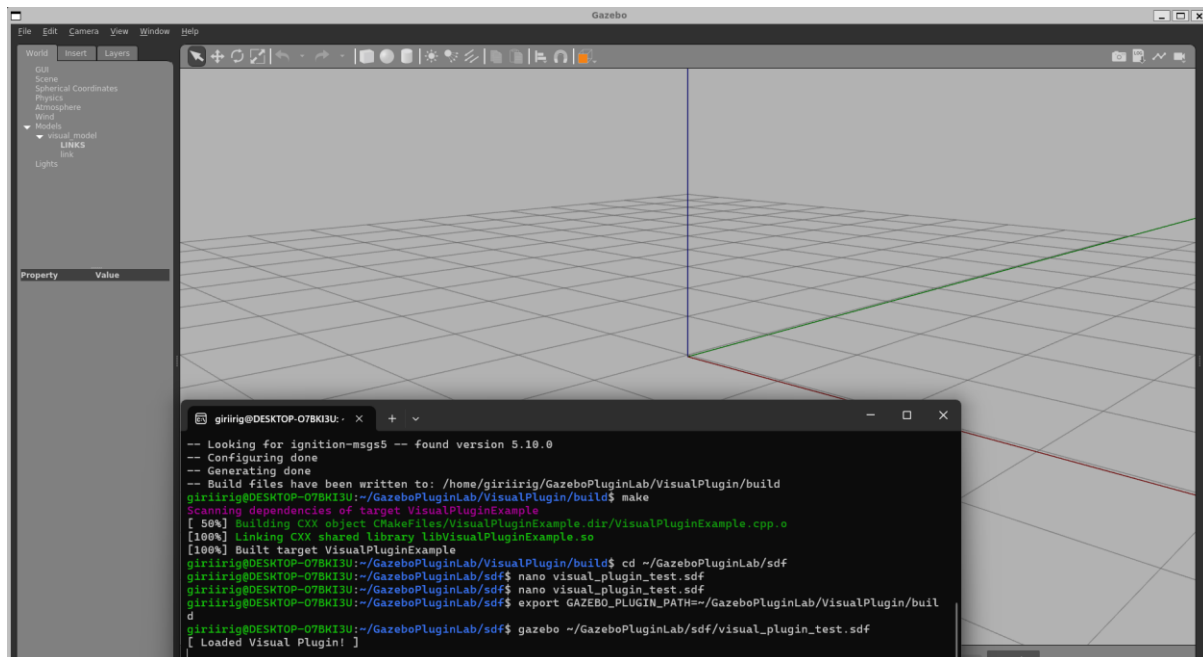 Gazebo
File Edit Camera View Window Help
World Insert Layers
GUI
Scene
Spherical Coordinates
Physics
Atmosphere
Wind
Models
visual_model
LINKS
link
Lights
Property Value
giriirig@DESKTOP-O7BKI3U: -
-- Looking for ignition-msgs5 -- found version 5.10.0
-- Configuring done
-- Generating done
-- Build files have been written to: /home/giriirig/GazeboPluginLab/VisualPlugin/build
giriirig@DESKTOP-O7BKI3U:~/GazeboPluginLab/VisualPlugin/build$ make
Scanning dependencies of target VisualPluginExample
[ 50%] Building CXX object CMakeFiles/VisualPluginExample.dir/VisualPluginExample.cpp.o
[100%] Linking CXX shared library libVisualPluginExample.so
[100%] Built target VisualPluginExample
giriirig@DESKTOP-O7BKI3U:~/GazeboPluginLab/VisualPlugin/build$ cd ~/GazeboPluginLab/sdf
giriirig@DESKTOP-O7BKI3U:~/GazeboPluginLab/sdf$ nano visual_plugin_test.sdf
giriirig@DESKTOP-O7BKI3U:~/GazeboPluginLab/sdf$ nano visual_plugin_test.sdf
giriirig@DESKTOP-O7BKI3U:~/GazeboPluginLab/sdf$ export GAZEBO_PLUGIN_PATH=~/GazeboPluginLab/VisualPlugin/buil
d
giriirig@DESKTOP-O7BKI3U:~/GazeboPluginLab/sdf$ gazebo ~/GazeboPluginLab/sdf/visual_plugin_test.sdf
[ Loaded Visual Plugin! ]